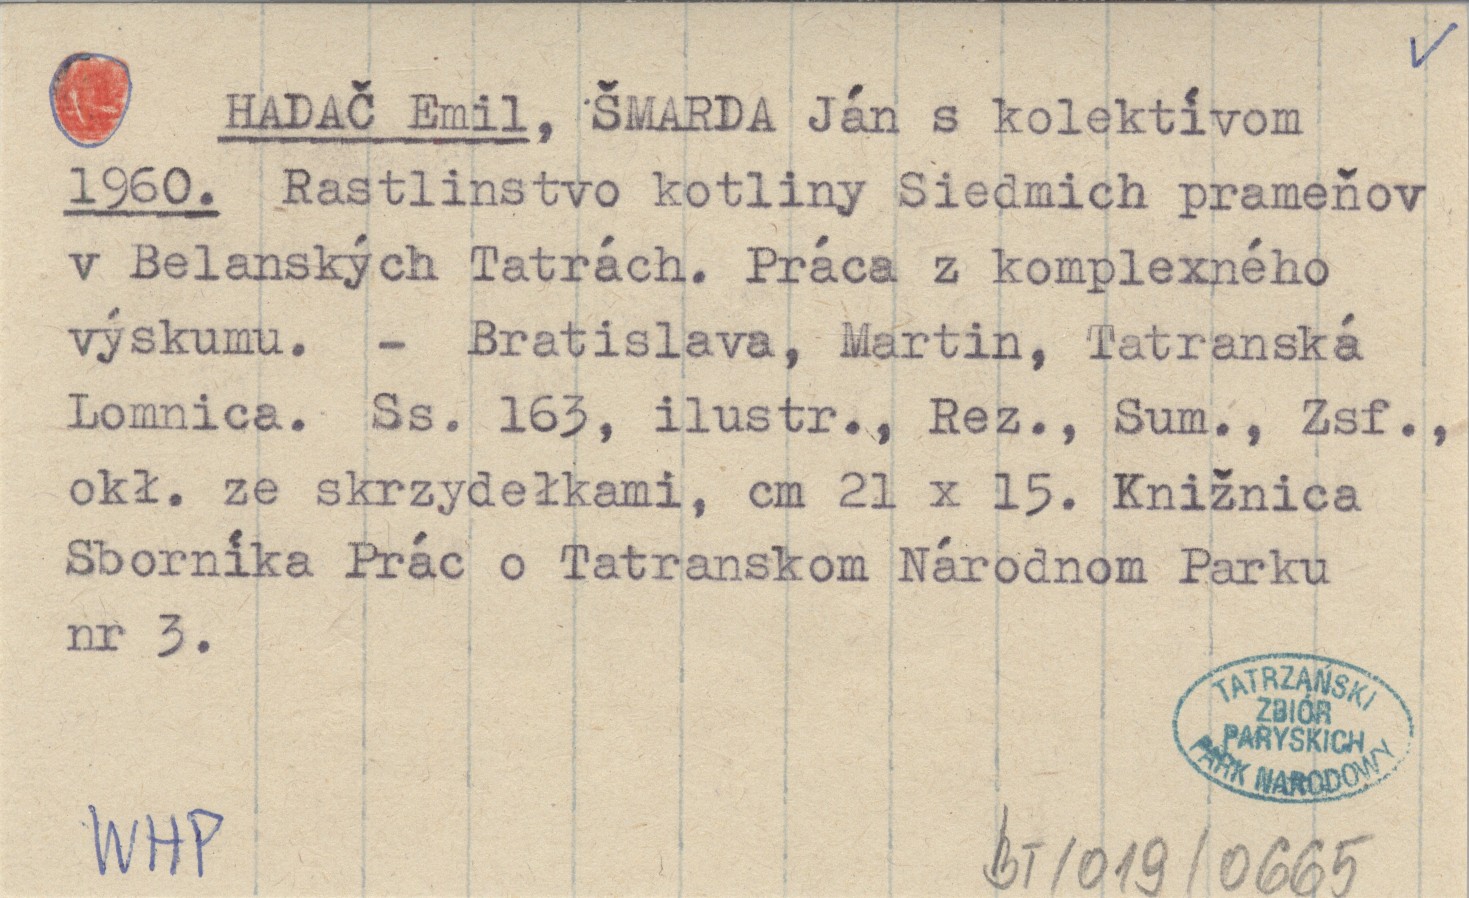 HADAČ Emil, ŠMARDA Ján s kolektívom
1960. Rastlinstvo kotliny Siedmich prameňov
v Belanských Tatrách. Práca z komplexného
výskumu. - Bratislava, Martin, Tatranská
Lomnica. Ss. 163, ilustr., Rez., Sum., Zsf.,
okł. ze skrzydełkami, cm 21 x 15. Knižnica
Sborníka Prác o Tatranskom Národnom Parku
nr 3.
TATRZAŃSKI
ZBIÓR
PARYSKICH
PARK NARODOWY
WHP
BT/019/0665